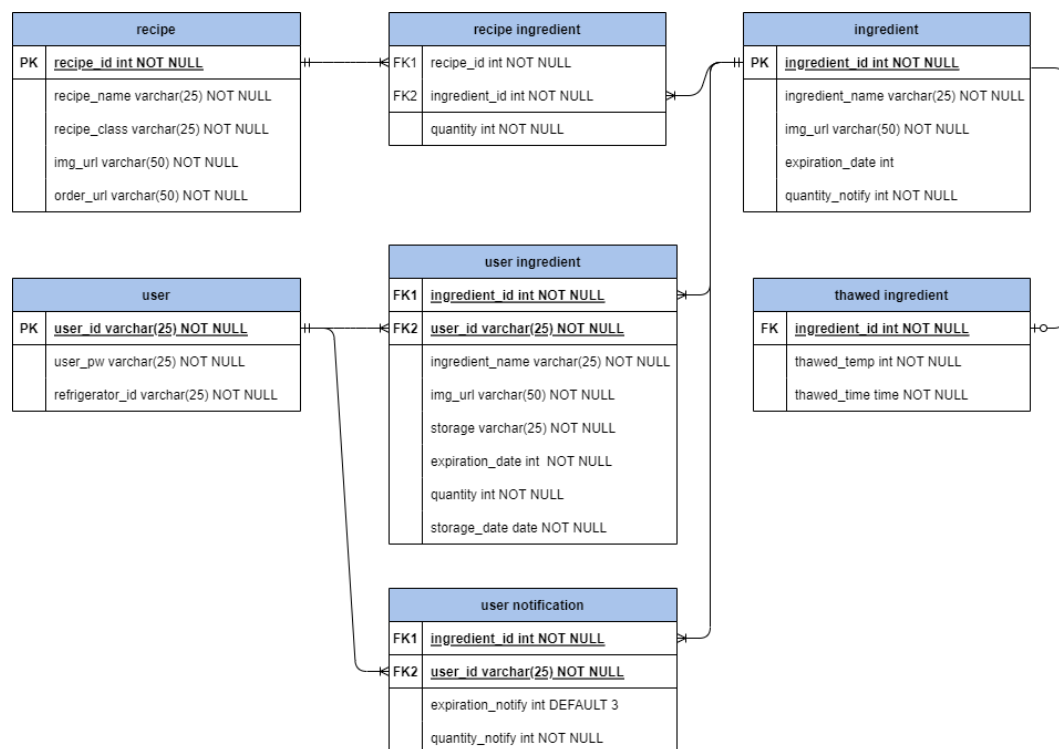 recipe
PK recipe_id int NOT NULL
recipe_name varchar(25) NOT NULL
recipe_class varchar(25) NOT NULL
img_url varchar(50) NOT NULL
order_url varchar(50) NOT NULL
recipe ingredient
FK1 recipe_id int NOT NULL
FK2 ingredient_id int NOT NULL
quantity int NOT NULL
ingredient
PK ingredient_id int NOT NULL
ingredient_name varchar(25) NOT NULL
img_url varchar(50) NOT NULL
expiration_date int
quantity_notify int NOT NULL
user
PK user_id varchar(25) NOT NULL
user_pw varchar(25) NOT NULL
refrigerator_id varchar(25) NOT NULL
user ingredient
FK1 ingredient_id int NOT NULL
FK2 user_id varchar(25) NOT NULL
ingredient_name varchar(25) NOT NULL
img_url varchar(50) NOT NULL
storage varchar(25) NOT NULL
expiration_date int  NOT NULL
quantity int NOT NULL
storage_date date NOT NULL
thawed ingredient
FK ingredient_id int NOT NULL
thawed_temp int NOT NULL
thawed_time time NOT NULL
user notification
FK1 ingredient_id int NOT NULL
FK2 user_id varchar(25) NOT NULL
expiration_notify int DEFAULT 3
quantity_notify int NOT NULL